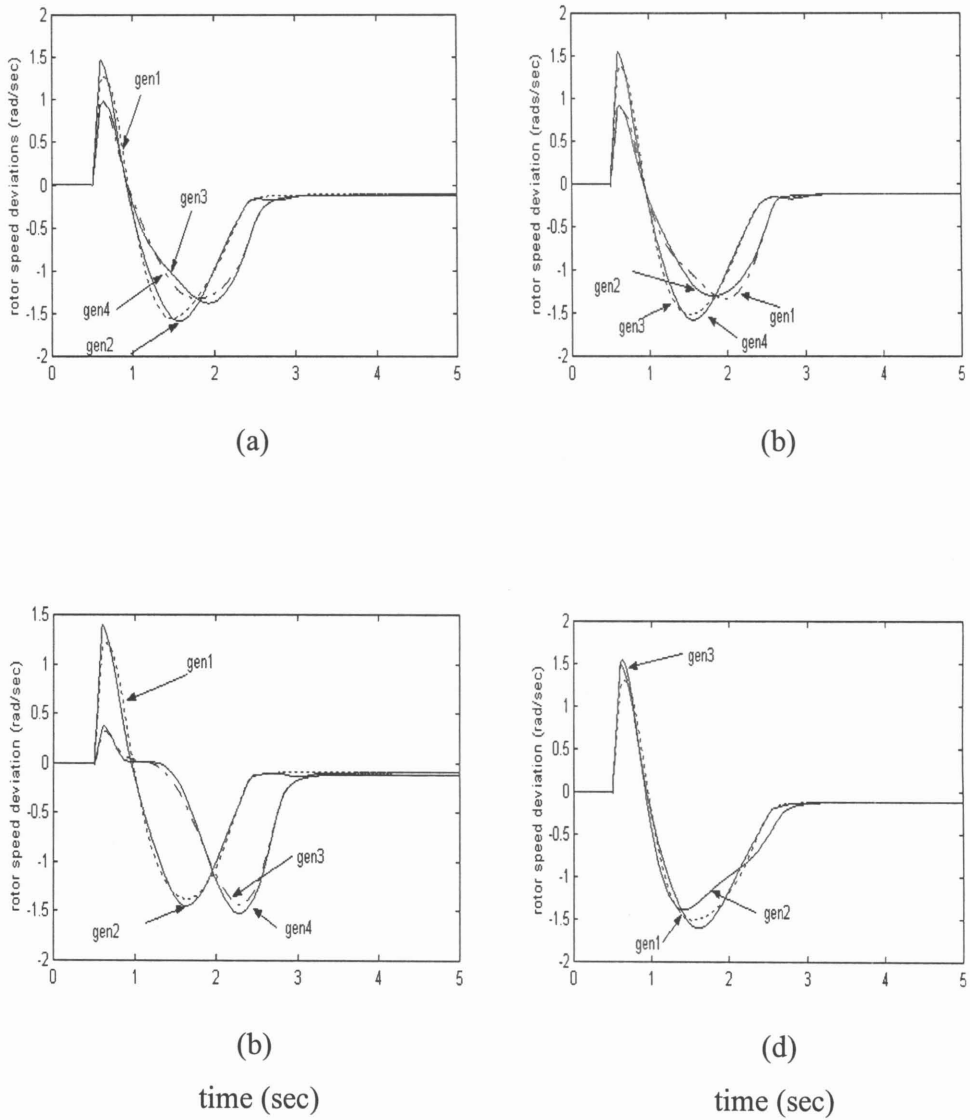 2
1.5
1
0.5
0
-0.5
-1
-1.5
-2
rotor speed deviations (rad/sec)
gen1
gen3
gen4
gen2
0 1 2 3 4 5
(a)
2
1.5
1
0.5
0
-0.5
-1
-1.5
-2
rotor speed deviation (rads/sec)
gen2
gen3
gen1
gen4
0 1 2 3 4 5
(b)
1.5
1
0.5
0
-0.5
-1
-1.5
-2
rotor speed deviation (rad/sec)
gen1
gen3
gen2
gen4
0 1 2 3 4 5
(b)
time (sec)
2
1.5
1
0.5
0
-0.5
-1
-1.5
-2
rotor speed deviation (rad/sec)
gen3
gen2
gen1
0 1 2 3 4 5
(d)
time (sec)